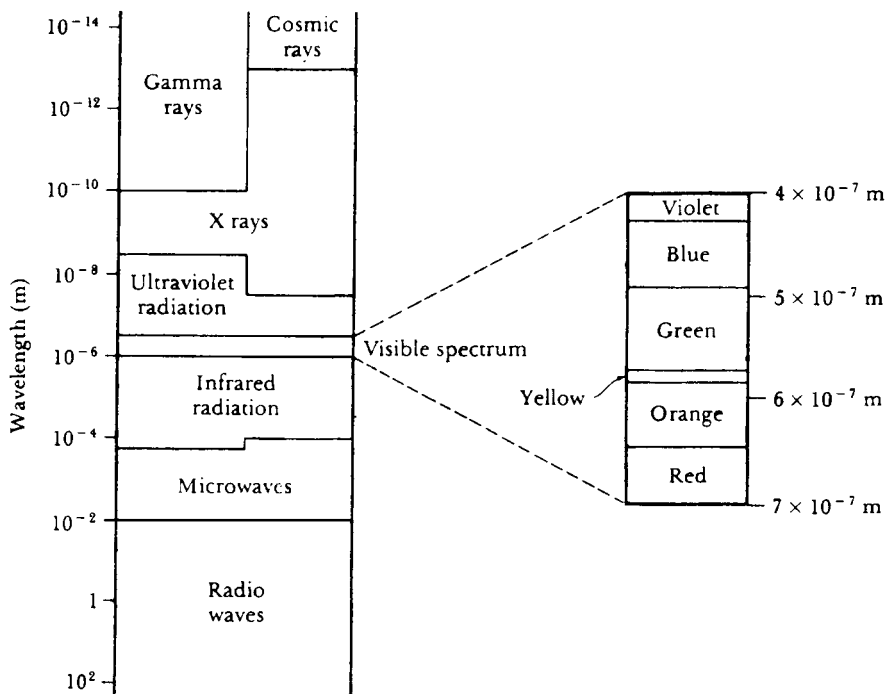 Wavelength (m)
10⁻¹⁴
10⁻¹²
10⁻¹⁰
10⁻⁸
10⁻⁶
10⁻⁴
10⁻²
1
10²
Cosmic
rays
Gamma
rays
X rays
Ultraviolet
radiation
Visible spectrum
Infrared
radiation
Microwaves
Radio
waves
Violet
Blue
Green
Yellow
Orange
Red
4 × 10⁻⁷ m
5 × 10⁻⁷ m
6 × 10⁻⁷ m
7 × 10⁻⁷ m